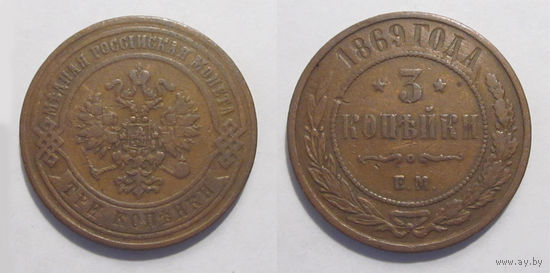 МѢДНАЯ РОССІЙСКАЯ МОНЕТА
ТРИ КОПѢЙКИ
1869 ГОДА
3
КОПѢЙКИ
Е.М.
www.ay.by